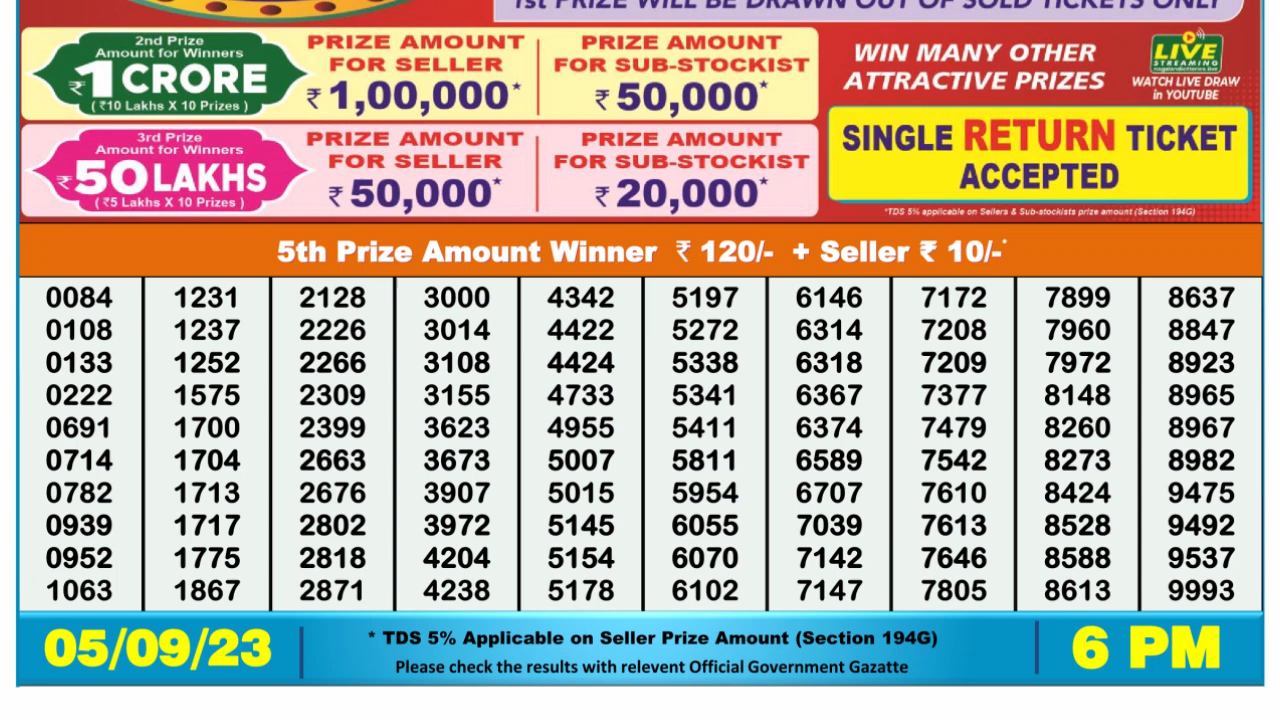 1st PRIZE WILL BE DRAWN OUT OF SOLD TICKETS ONLY
2nd Prize
Amount for Winners
₹1 CRORE
( ₹10 Lakhs X 10 Prizes )
PRIZE AMOUNT
FOR SELLER
₹ 1,00,000*
PRIZE AMOUNT
FOR SUB-STOCKIST
₹ 50,000*
WIN MANY OTHER
ATTRACTIVE PRIZES
LIVE
STREAMING
WATCH LIVE DRAW
in YOUTUBE
3rd Prize
Amount for Winners
₹50 LAKHS
( ₹5 Lakhs X 10 Prizes )
PRIZE AMOUNT
FOR SELLER
₹ 50,000*
PRIZE AMOUNT
FOR SUB-STOCKIST
₹ 20,000*
SINGLE RETURN TICKET
ACCEPTED
*TDS 5% applicable on Sellers & Sub-stockists prize amount (Section 194G)
5th Prize Amount Winner ₹ 120/- + Seller ₹ 10/-*
0084 1231 2128 3000 4342 5197 6146 7172 7899 8637
0108 1237 2226 3014 4422 5272 6314 7208 7960 8847
0133 1252 2266 3108 4424 5338 6318 7209 7972 8923
0222 1575 2309 3155 4733 5341 6367 7377 8148 8965
0691 1700 2399 3623 4955 5411 6374 7479 8260 8967
0714 1704 2663 3673 5007 5811 6589 7542 8273 8982
0782 1713 2676 3907 5015 5954 6707 7610 8424 9475
0939 1717 2802 3972 5145 6055 7039 7613 8528 9492
0952 1775 2818 4204 5154 6070 7142 7646 8588 9537
1063 1867 2871 4238 5178 6102 7147 7805 8613 9993
05/09/23
* TDS 5% Applicable on Seller Prize Amount (Section 194G)
Please check the results with relevent Official Government Gazatte
6 PM